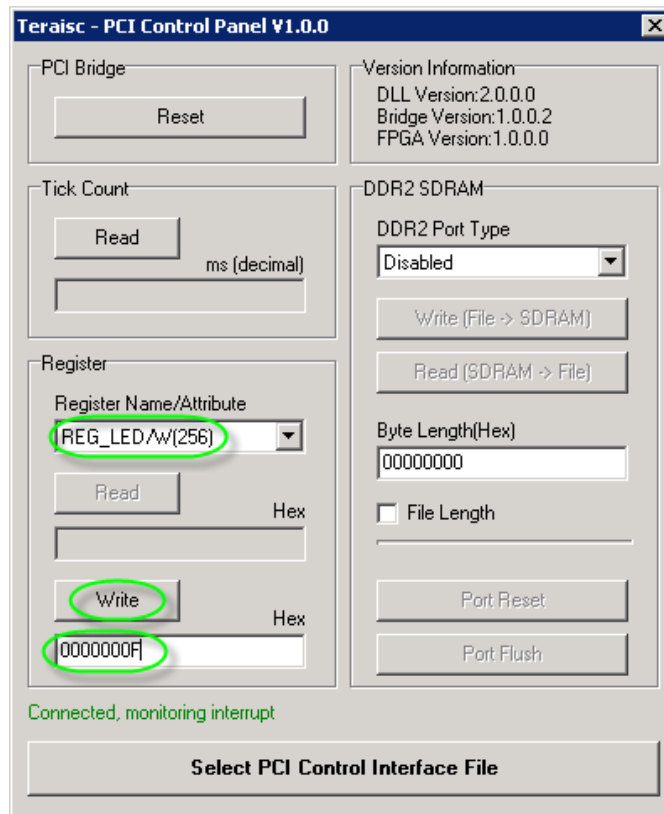 Teraisc - PCI Control Panel V1.0.0
PCI Bridge
Reset
Version Information
DLL Version:2.0.0.0
Bridge Version:1.0.0.2
FPGA Version:1.0.0.0
Tick Count
Read
ms (decimal)
Register
Register Name/Attribute
REG_LED/W(256)
Read
Hex
Write
Hex
0000000F
DDR2 SDRAM
DDR2 Port Type
Disabled
Write (File -> SDRAM)
Read (SDRAM -> File)
Byte Length(Hex)
00000000
File Length
Port Reset
Port Flush
Connected, monitoring interrupt
Select PCI Control Interface File